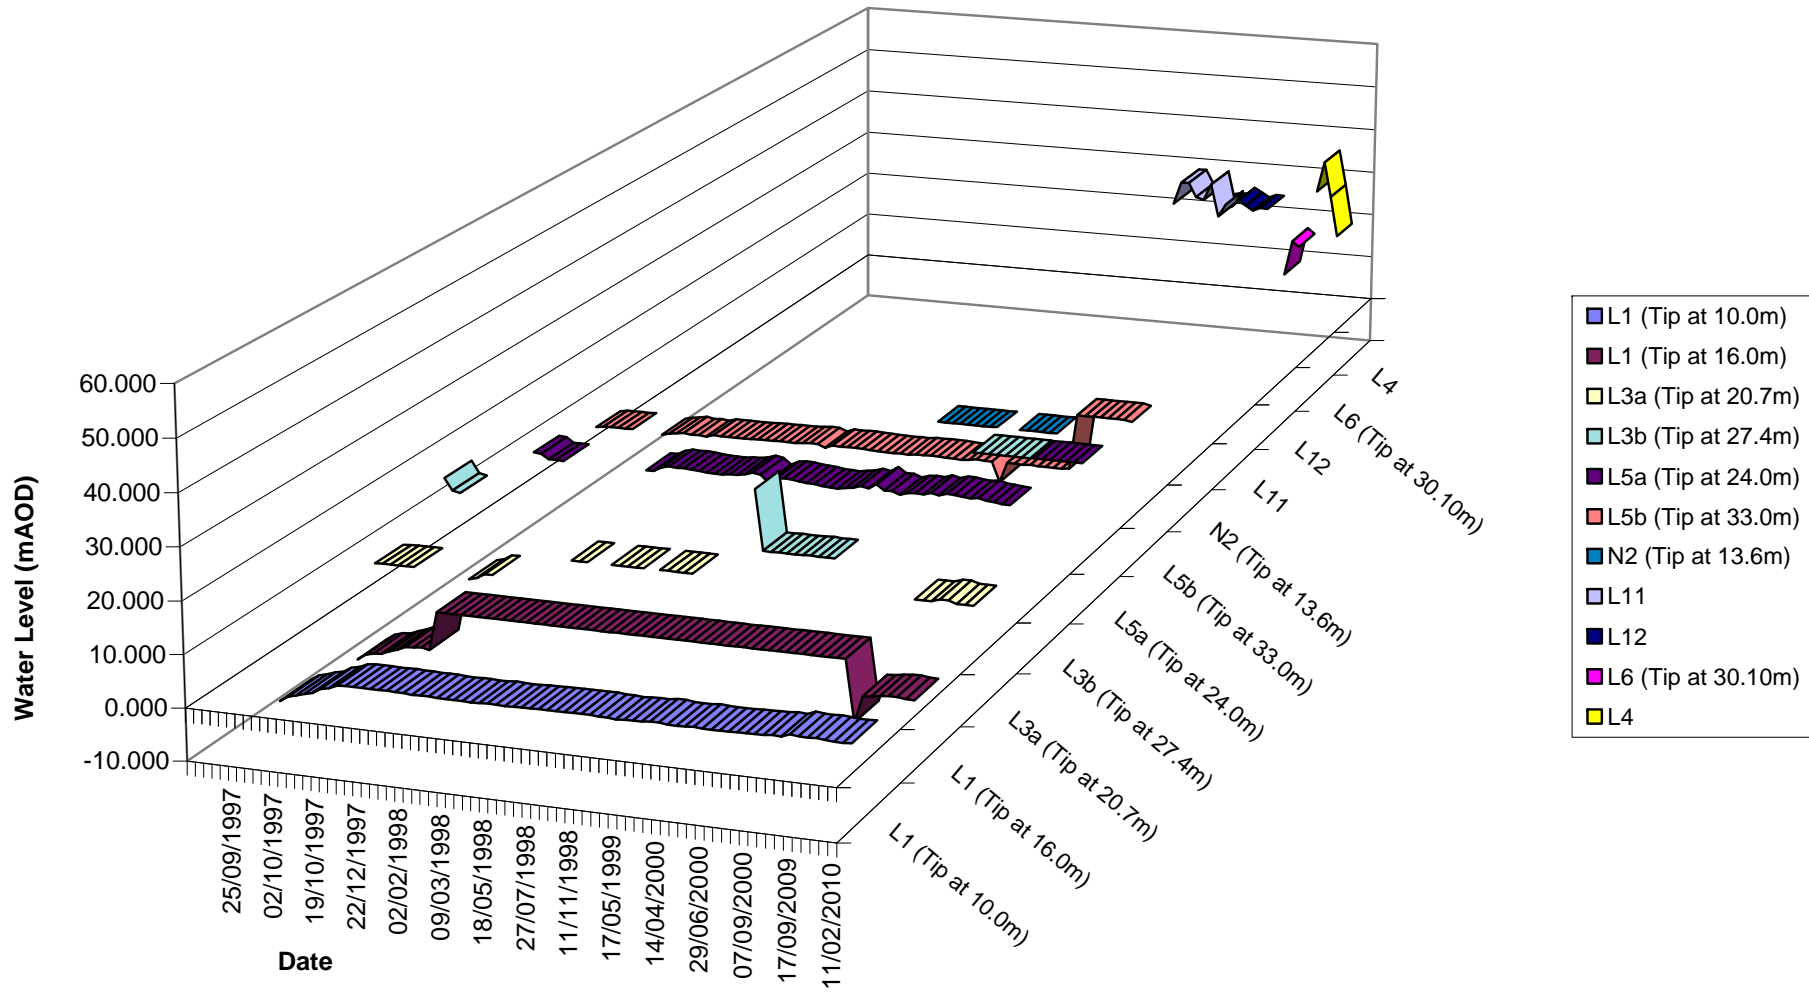 60.000
50.000
40.000
30.000
20.000
10.000
0.000
-10.000
Water Level (mAOD)
25/09/1997
02/10/1997
19/10/1997
22/12/1997
02/02/1998
09/03/1998
18/05/1998
27/07/1998
11/11/1998
17/05/1999
14/04/2000
29/06/2000
07/09/2000
17/09/2009
11/02/2010
Date
L1 (Tip at 10.0m)
L1 (Tip at 16.0m)
L3a (Tip at 20.7m)
L3b (Tip at 27.4m)
L5a (Tip at 24.0m)
L5b (Tip at 33.0m)
N2 (Tip at 13.6m)
L11
L12
L6 (Tip at 30.10m)
L4
L1 (Tip at 10.0m)
L1 (Tip at 16.0m)
L3a (Tip at 20.7m)
L3b (Tip at 27.4m)
L5a (Tip at 24.0m)
L5b (Tip at 33.0m)
N2 (Tip at 13.6m)
L11
L12
L6 (Tip at 30.10m)
L4